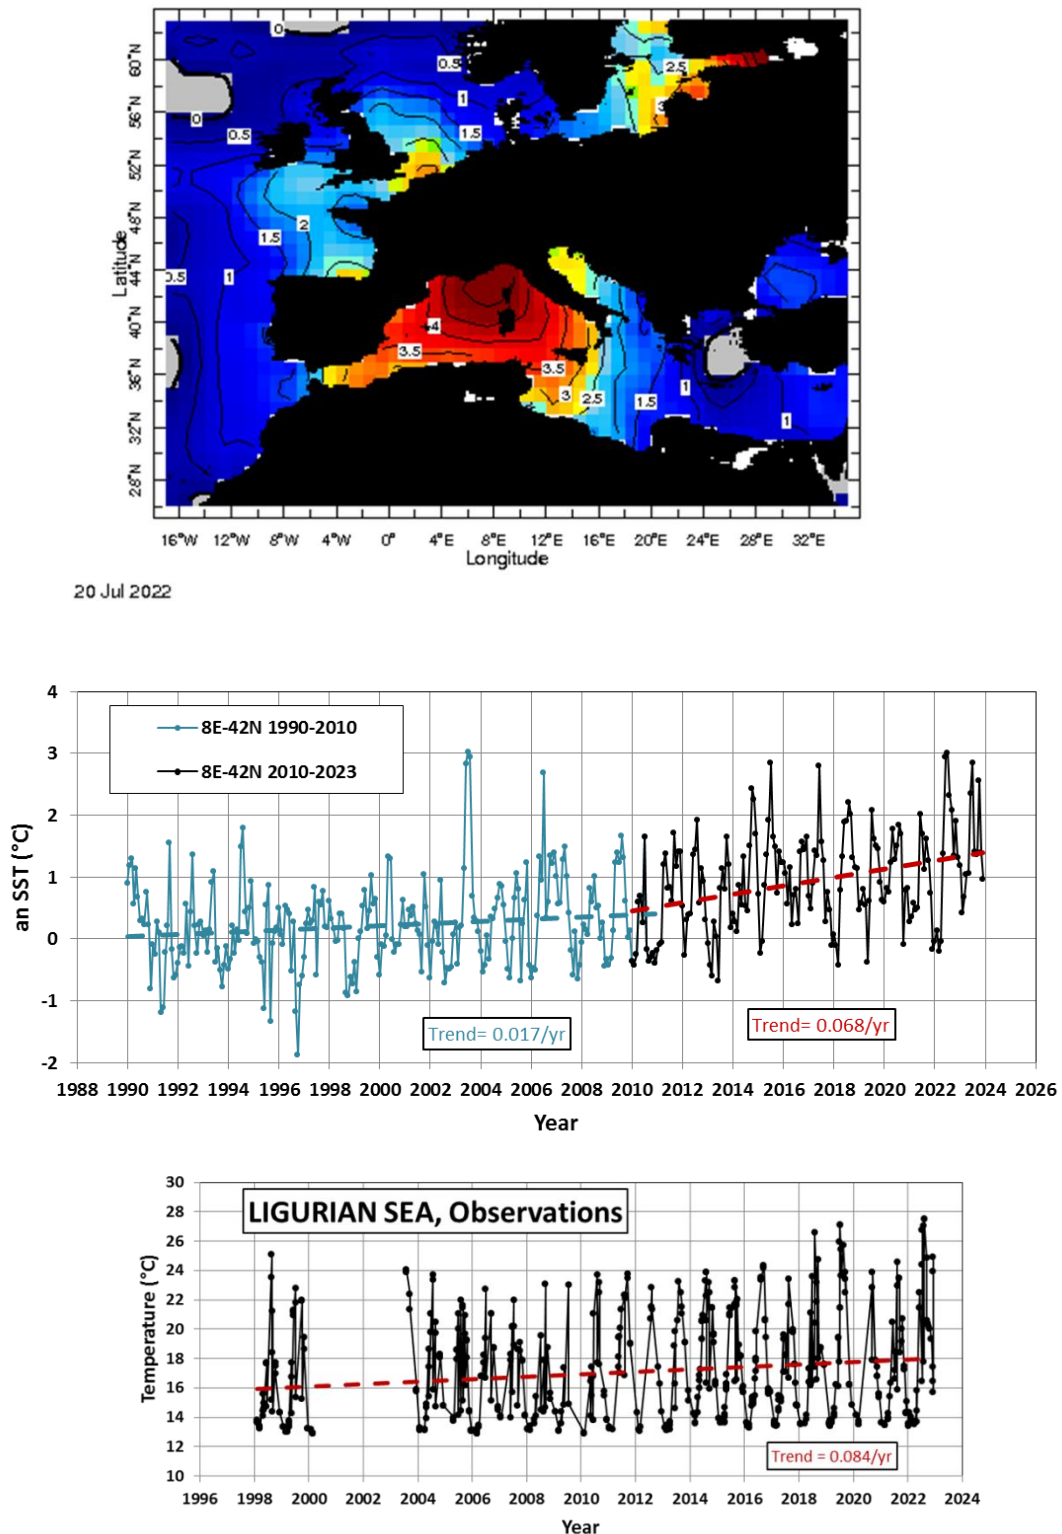 0
60°N
0.5
2.5
1
3
56°N
0
0.5
1.5
52°N
48°N
2
1.5
Latitude
44°N
0.5
1
40°N
4
3.5
36°N
3.5
3
2.5
1.5
1
1
32°N
28°N
16°W 12°W 8°W 4°W 0° 4°E 8°E 12°E 16°E 20°E 24°E 28°E 32°E
Longitude
20 Jul 2022
4
8E-42N 1990-2010
3
8E-42N 2010-2023
2
an SST (°C)
1
0
-1
Trend= 0.017/yr
Trend= 0.068/yr
-2
1988 1990 1992 1994 1996 1998 2000 2002 2004 2006 2008 2010 2012 2014 2016 2018 2020 2022 2024 2026
Year
30
LIGURIAN SEA, Observations
28
26
24
22
Temperature (°C)
20
18
16
14
12
Trend = 0.084/yr
10
1996 1998 2000 2002 2004 2006 2008 2010 2012 2014 2016 2018 2020 2022 2024
Year